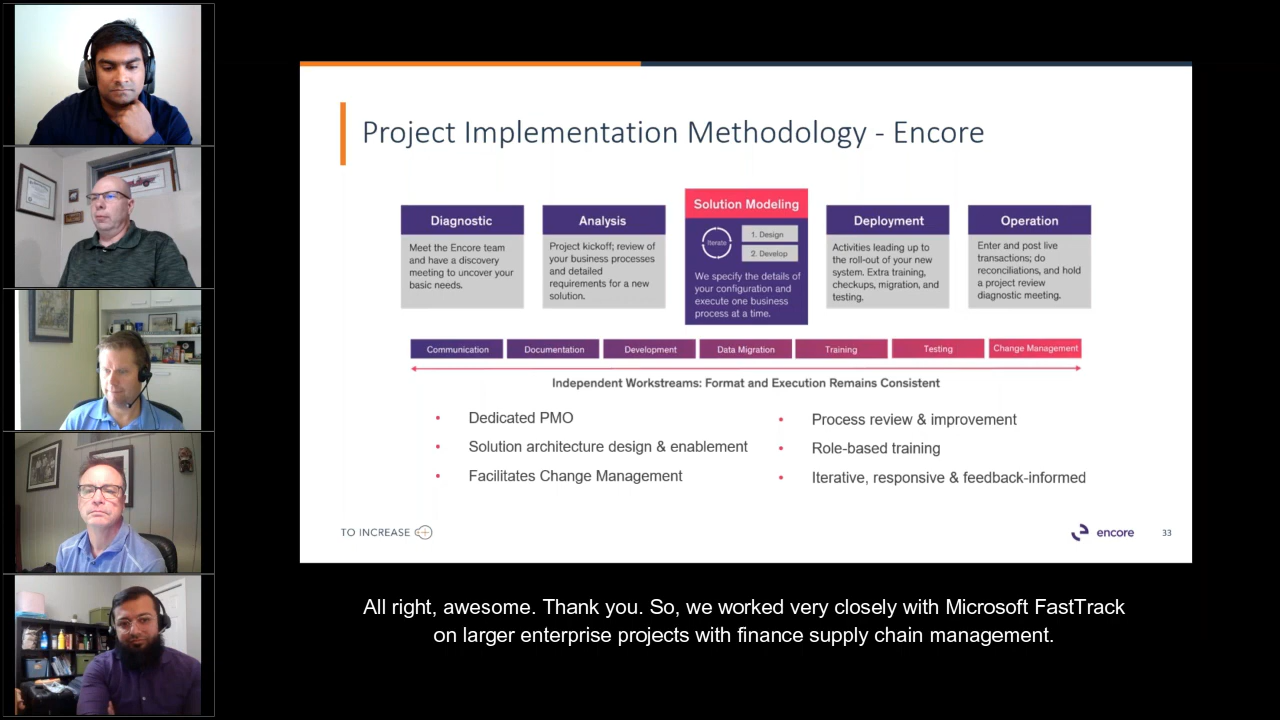 Project Implementation Methodology - Encore
Diagnostic
Meet the Encore team
and have a discovery
meeting to uncover your
basic needs.
Analysis
Project kickoff; review of
your business processes
and detailed
requirements for a new
solution.
Solution Modeling
Iterate
1. Design
2. Develop
We specify the details of
your configuration and
execute one business
process at a time.
Deployment
Activities leading up to
the roll-out of your new
system. Extra training,
checkups, migration, and
testing.
Operation
Enter and post live
transactions; do
reconciliations, and hold
a project review
diagnostic meeting.
Communication
Documentation
Development
Data Migration
Training
Testing
Change Management
Independent Workstreams: Format and Execution Remains Consistent
• Dedicated PMO
• Solution architecture design & enablement
• Facilitates Change Management
• Process review & improvement
• Role-based training
• Iterative, responsive & feedback-informed
TO INCREASE
encore
33
All right, awesome. Thank you. So, we worked very closely with Microsoft FastTrack
on larger enterprise projects with finance supply chain management.